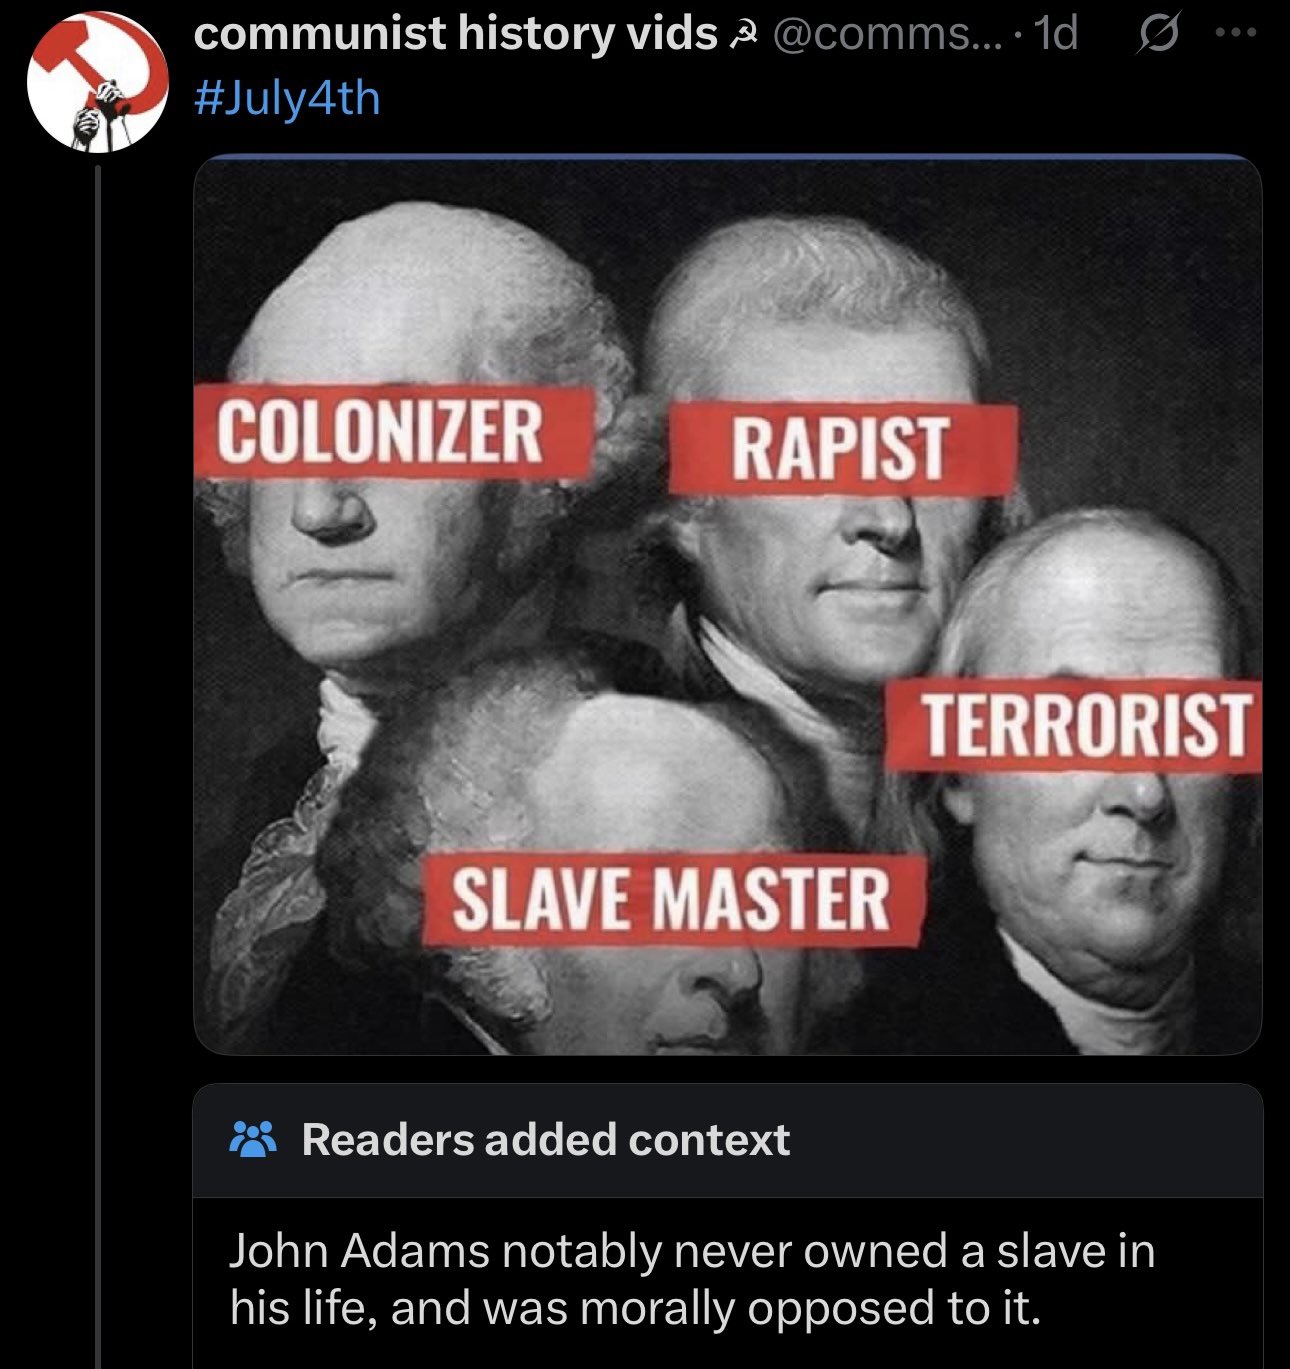 communist history vids ☭ @comms... · 1d
#July4th
COLONIZER
RAPIST
TERRORIST
SLAVE MASTER
Readers added context
John Adams notably never owned a slave in
his life, and was morally opposed to it.